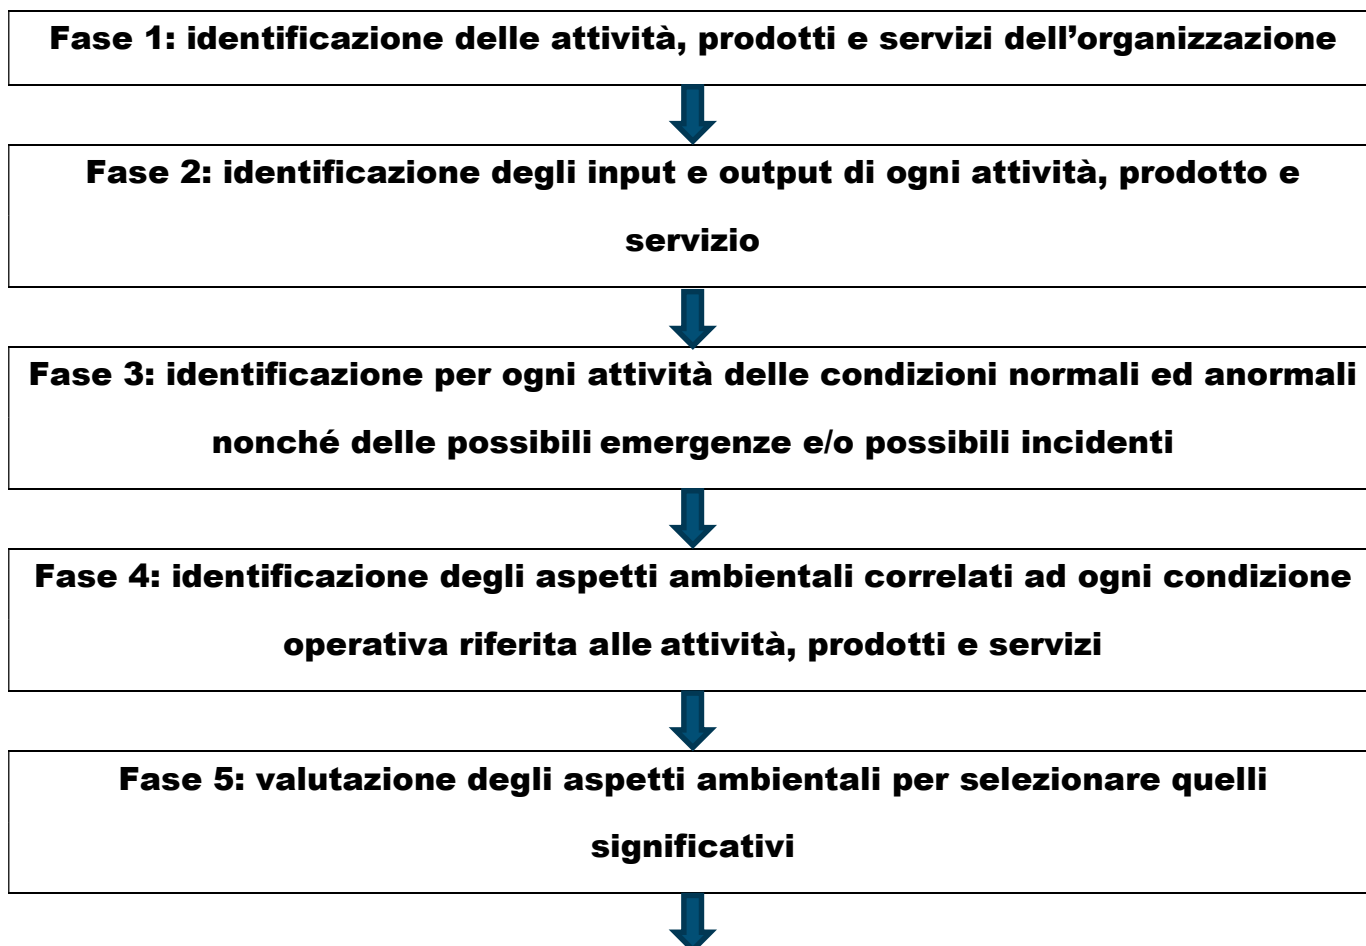 Fase 1: identificazione delle attività, prodotti e servizi dell’organizzazione
Fase 2: identificazione degli input e output di ogni attività, prodotto e
servizio
Fase 3: identificazione per ogni attività delle condizioni normali ed anormali
nonché delle possibili emergenze e/o possibili incidenti
Fase 4: identificazione degli aspetti ambientali correlati ad ogni condizione
operativa riferita alle attività, prodotti e servizi
Fase 5: valutazione degli aspetti ambientali per selezionare quelli
significativi